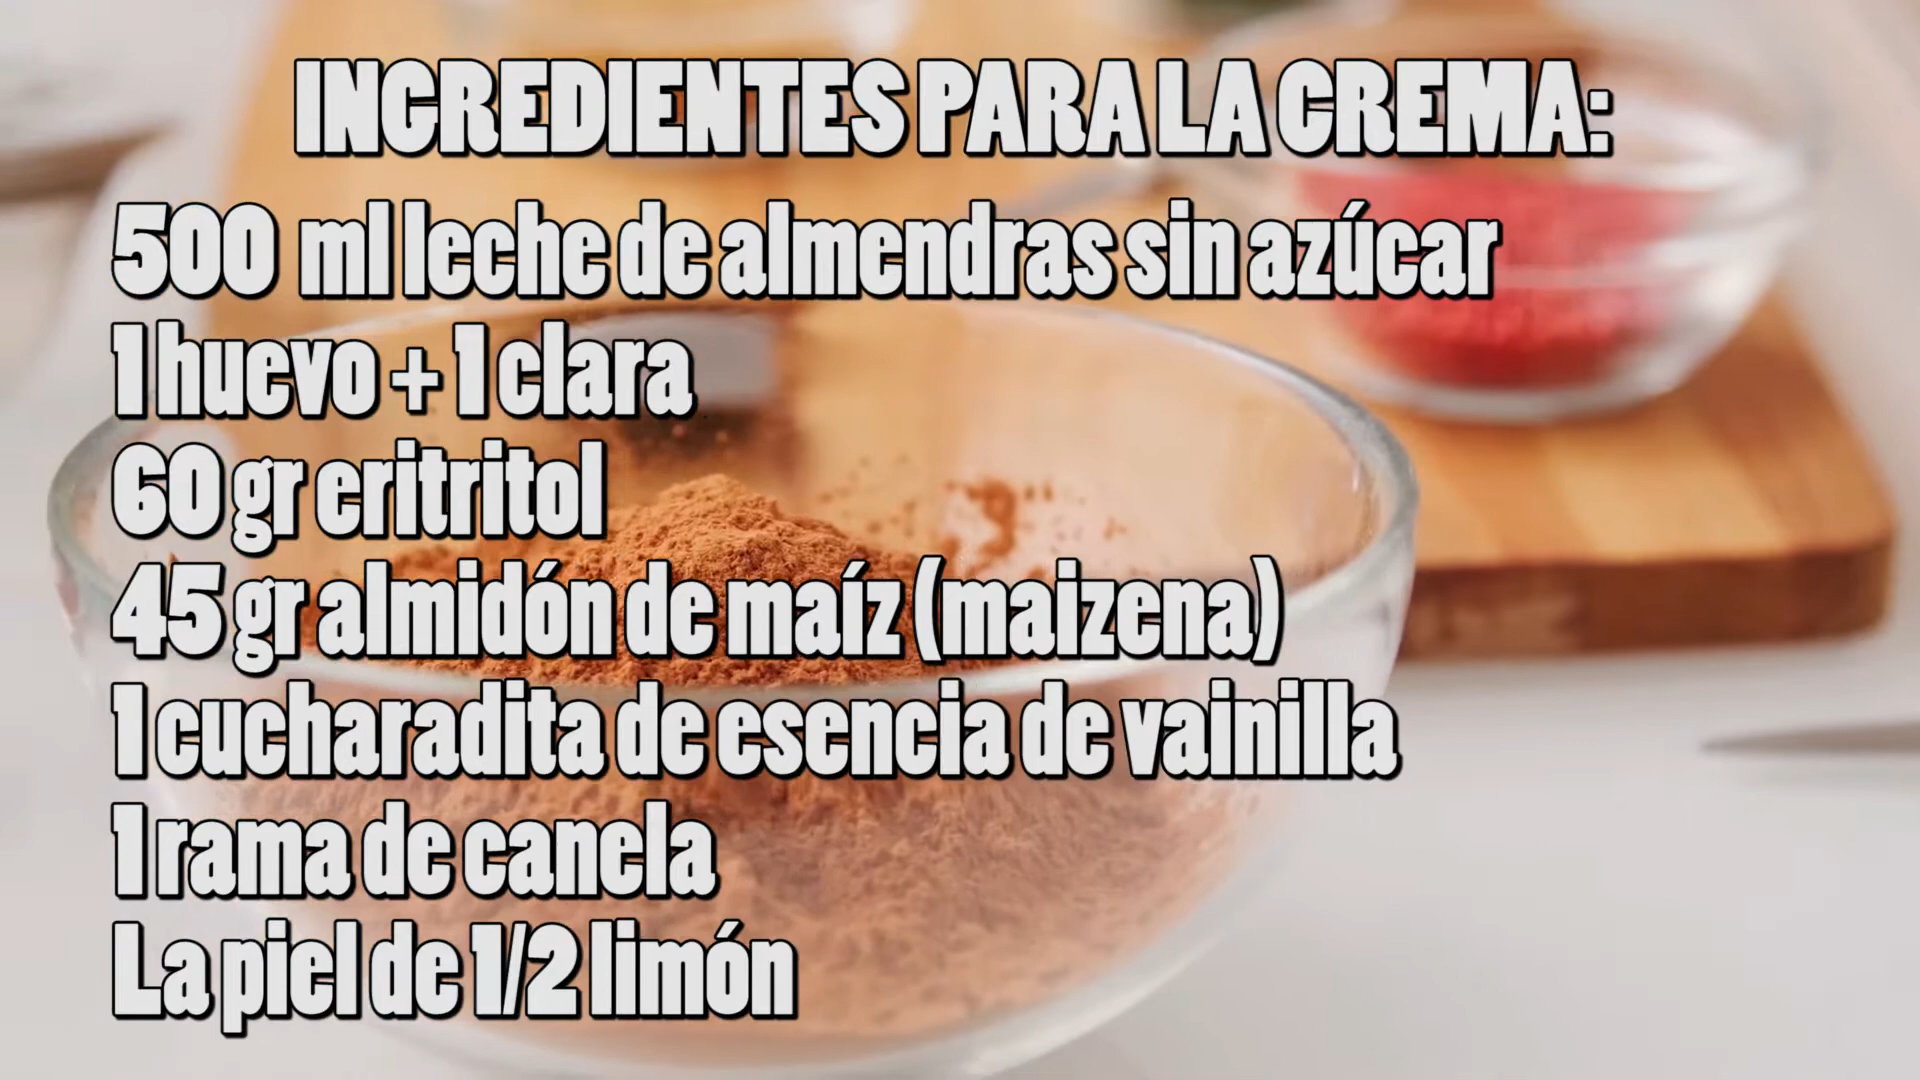 INGREDIENTES PARA LA CREMA:
500 ml leche de almendras sin azúcar
1 huevo + 1 clara
60 gr eritritol
45 gr almidón de maíz (maizena)
1 cucharadita de esencia de vainilla
1 rama de canela
La piel de 1/2 limón